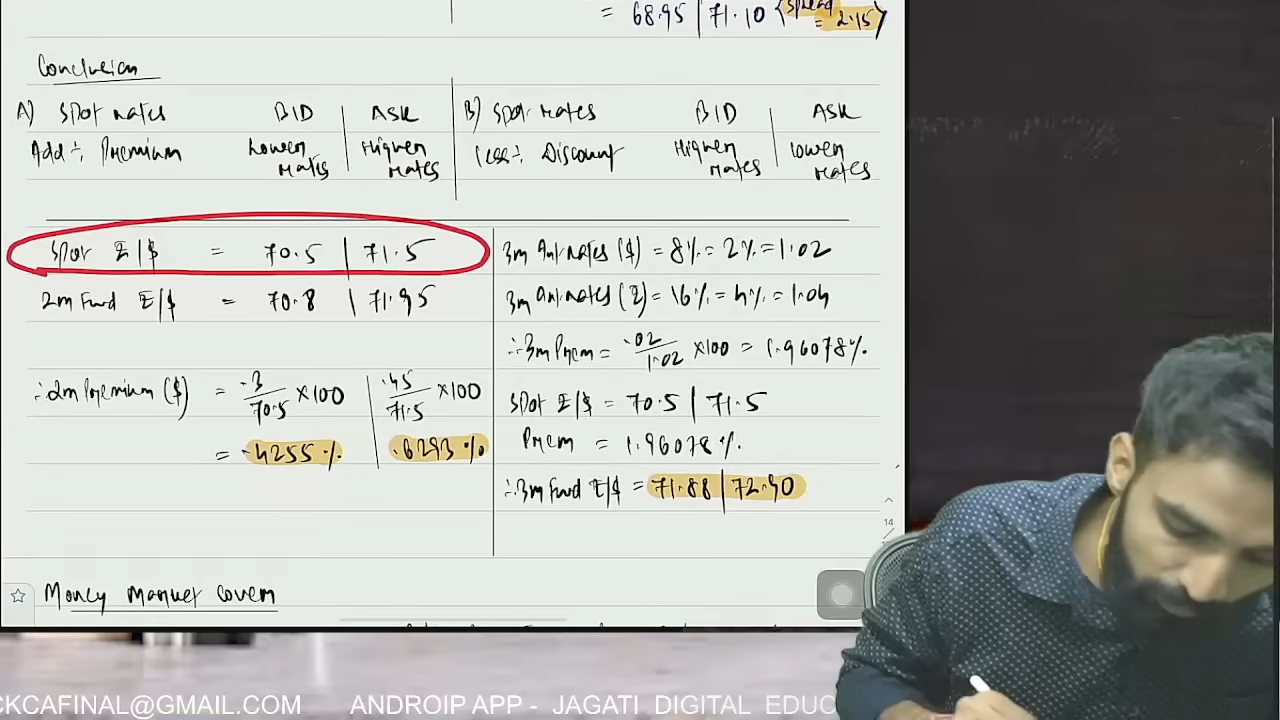 = 68.95 | 71.10 {Spread = 2.15}
Conclusion
A) Spot rates BID | ASK
Add:- Premium Lower rates | Higher rates
B) Spot rates BID | ASK
Less:- Discount Higher rates | Lower rates
Spot ₹/$ = 70.5 | 71.5
2m Fwd ₹/$ = 70.8 | 71.95
∴ 2m Premium ($) = .3/70.5 × 100 | .45/71.5 × 100
= .4255 % | .6293 %
3m Int rates ($) = 8% = 2% = 1.02
3m Int rates (₹) = 16% = 4% = 1.04
∴ 3m Prem = .02/1.02 × 100 = 1.96078 %.
Spot ₹/$ = 70.5 | 71.5
Prem = 1.96078 %.
∴ 3m Fwd ₹/$ = 71.88 | 72.90
14
Money Market Cover
CKCAFINAL@GMAIL.COM ANDROIP APP - JAGATI DIGITAL EDUC